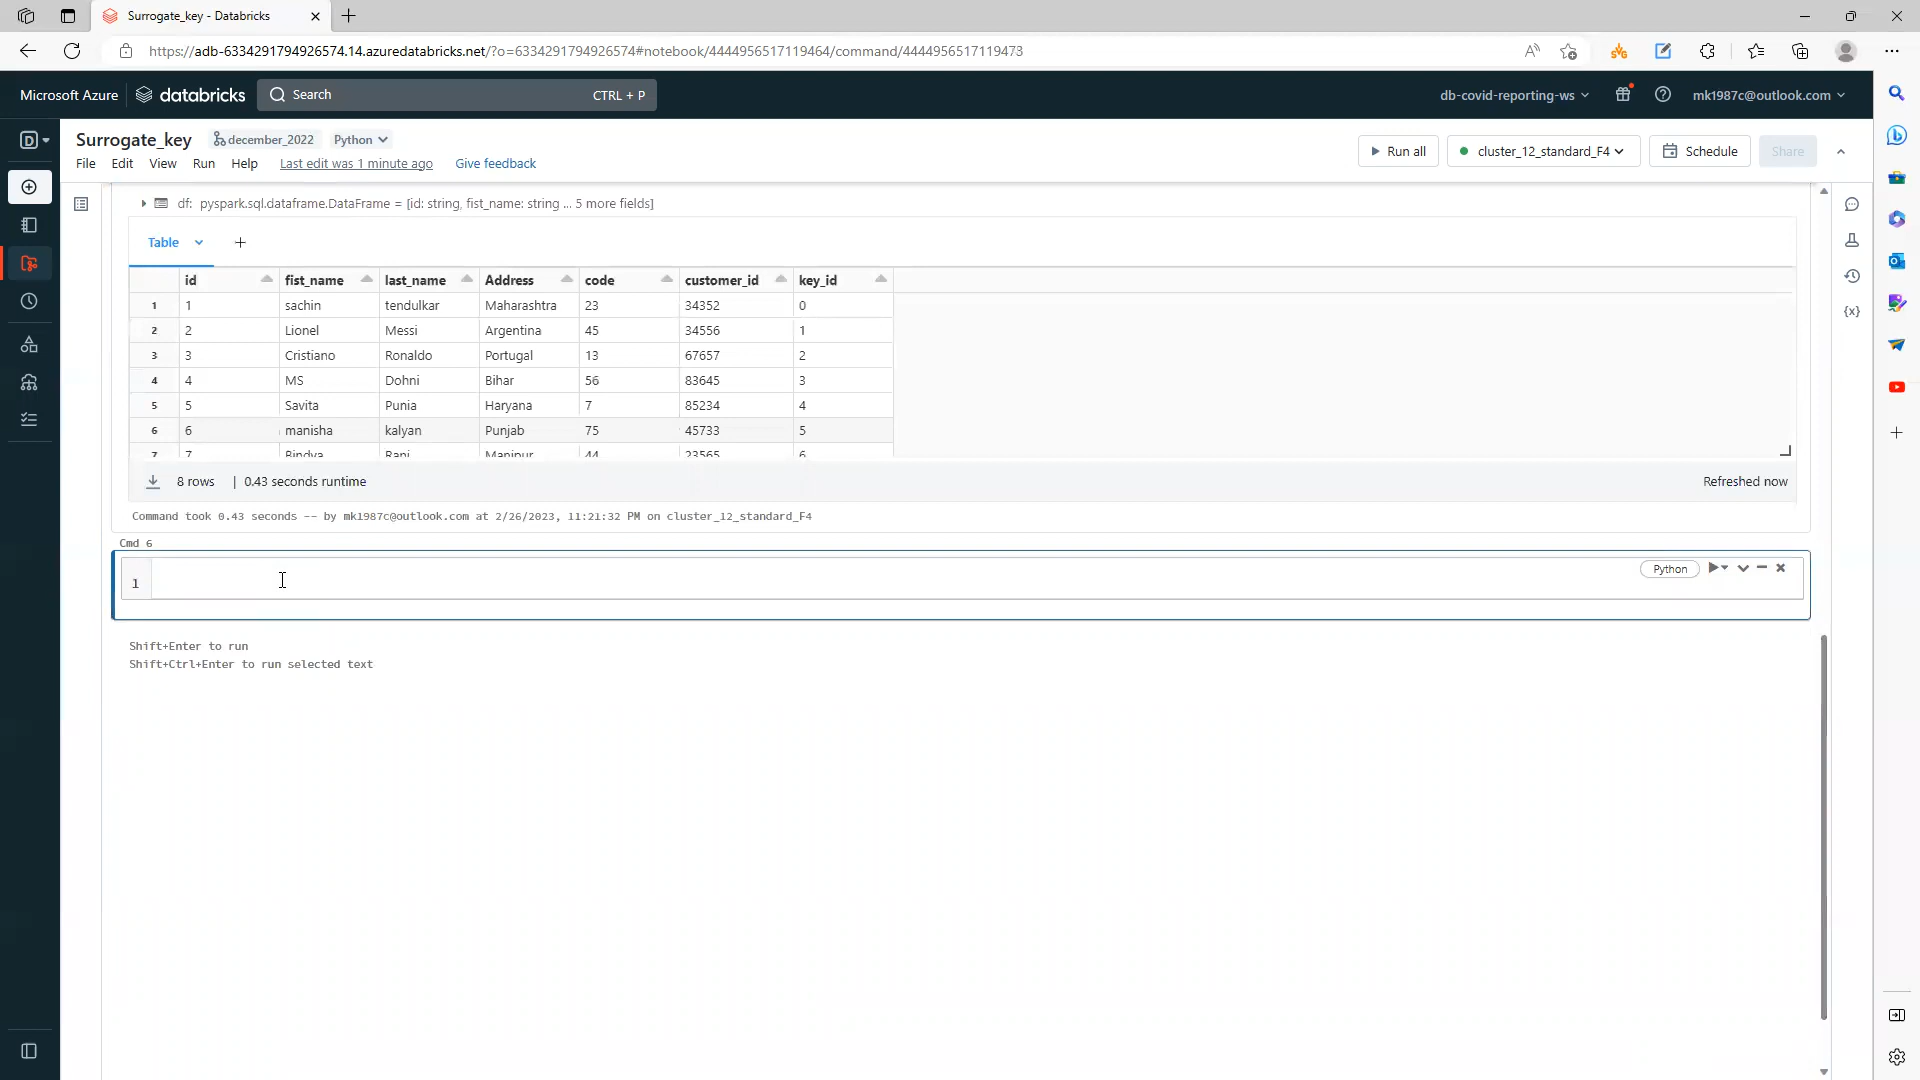 Surrogate_key - Databricks
https://adb-6334291794926574.14.azuredatabricks.net/?o=6334291794926574#notebook/4444956517119464/command/4444956517119473
Microsoft Azure databricks Search CTRL + P db-covid-reporting-ws mk1987c@outlook.com
Surrogate_key december_2022 Python
File Edit View Run Help Last edit was 1 minute ago Give feedback Run all cluster_12_standard_F4 Schedule Share
df: pyspark.sql.dataframe.DataFrame = [id: string, fist_name: string ... 5 more fields]
Table
id fist_name last_name Address code customer_id key_id
1 1 sachin tendulkar Maharashtra 23 34352 0
2 2 Lionel Messi Argentina 45 34556 1
3 3 Cristiano Ronaldo Portugal 13 67657 2
4 4 MS Dohni Bihar 56 83645 3
5 5 Savita Punia Haryana 7 85234 4
6 6 manisha kalyan Punjab 75 45733 5
7 7 Bindya Rani Manipur 44 23565 6
8 rows | 0.43 seconds runtime Refreshed now
Command took 0.43 seconds -- by mk1987c@outlook.com at 2/26/2023, 11:21:32 PM on cluster_12_standard_F4
Cmd 6
1 Python
Shift+Enter to run
Shift+Ctrl+Enter to run selected text